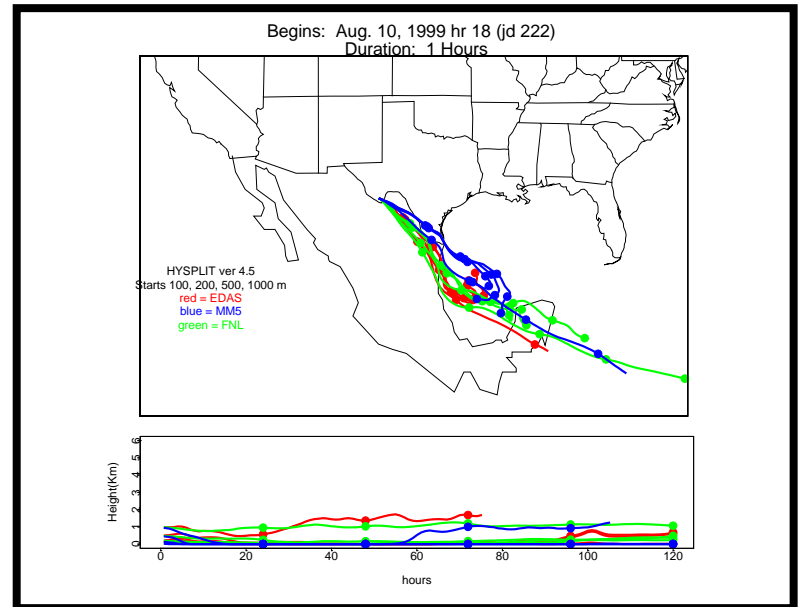 Begins:  Aug. 10, 1999 hr 18 (jd 222)
Duration:  1 Hours
HYSPLIT ver 4.5
Starts 100, 200, 500, 1000 m
red = EDAS
blue = MM5
green = FNL
Height(Km)
6
5
4
3
2
1
0
0 20 40 60 80 100 120
hours